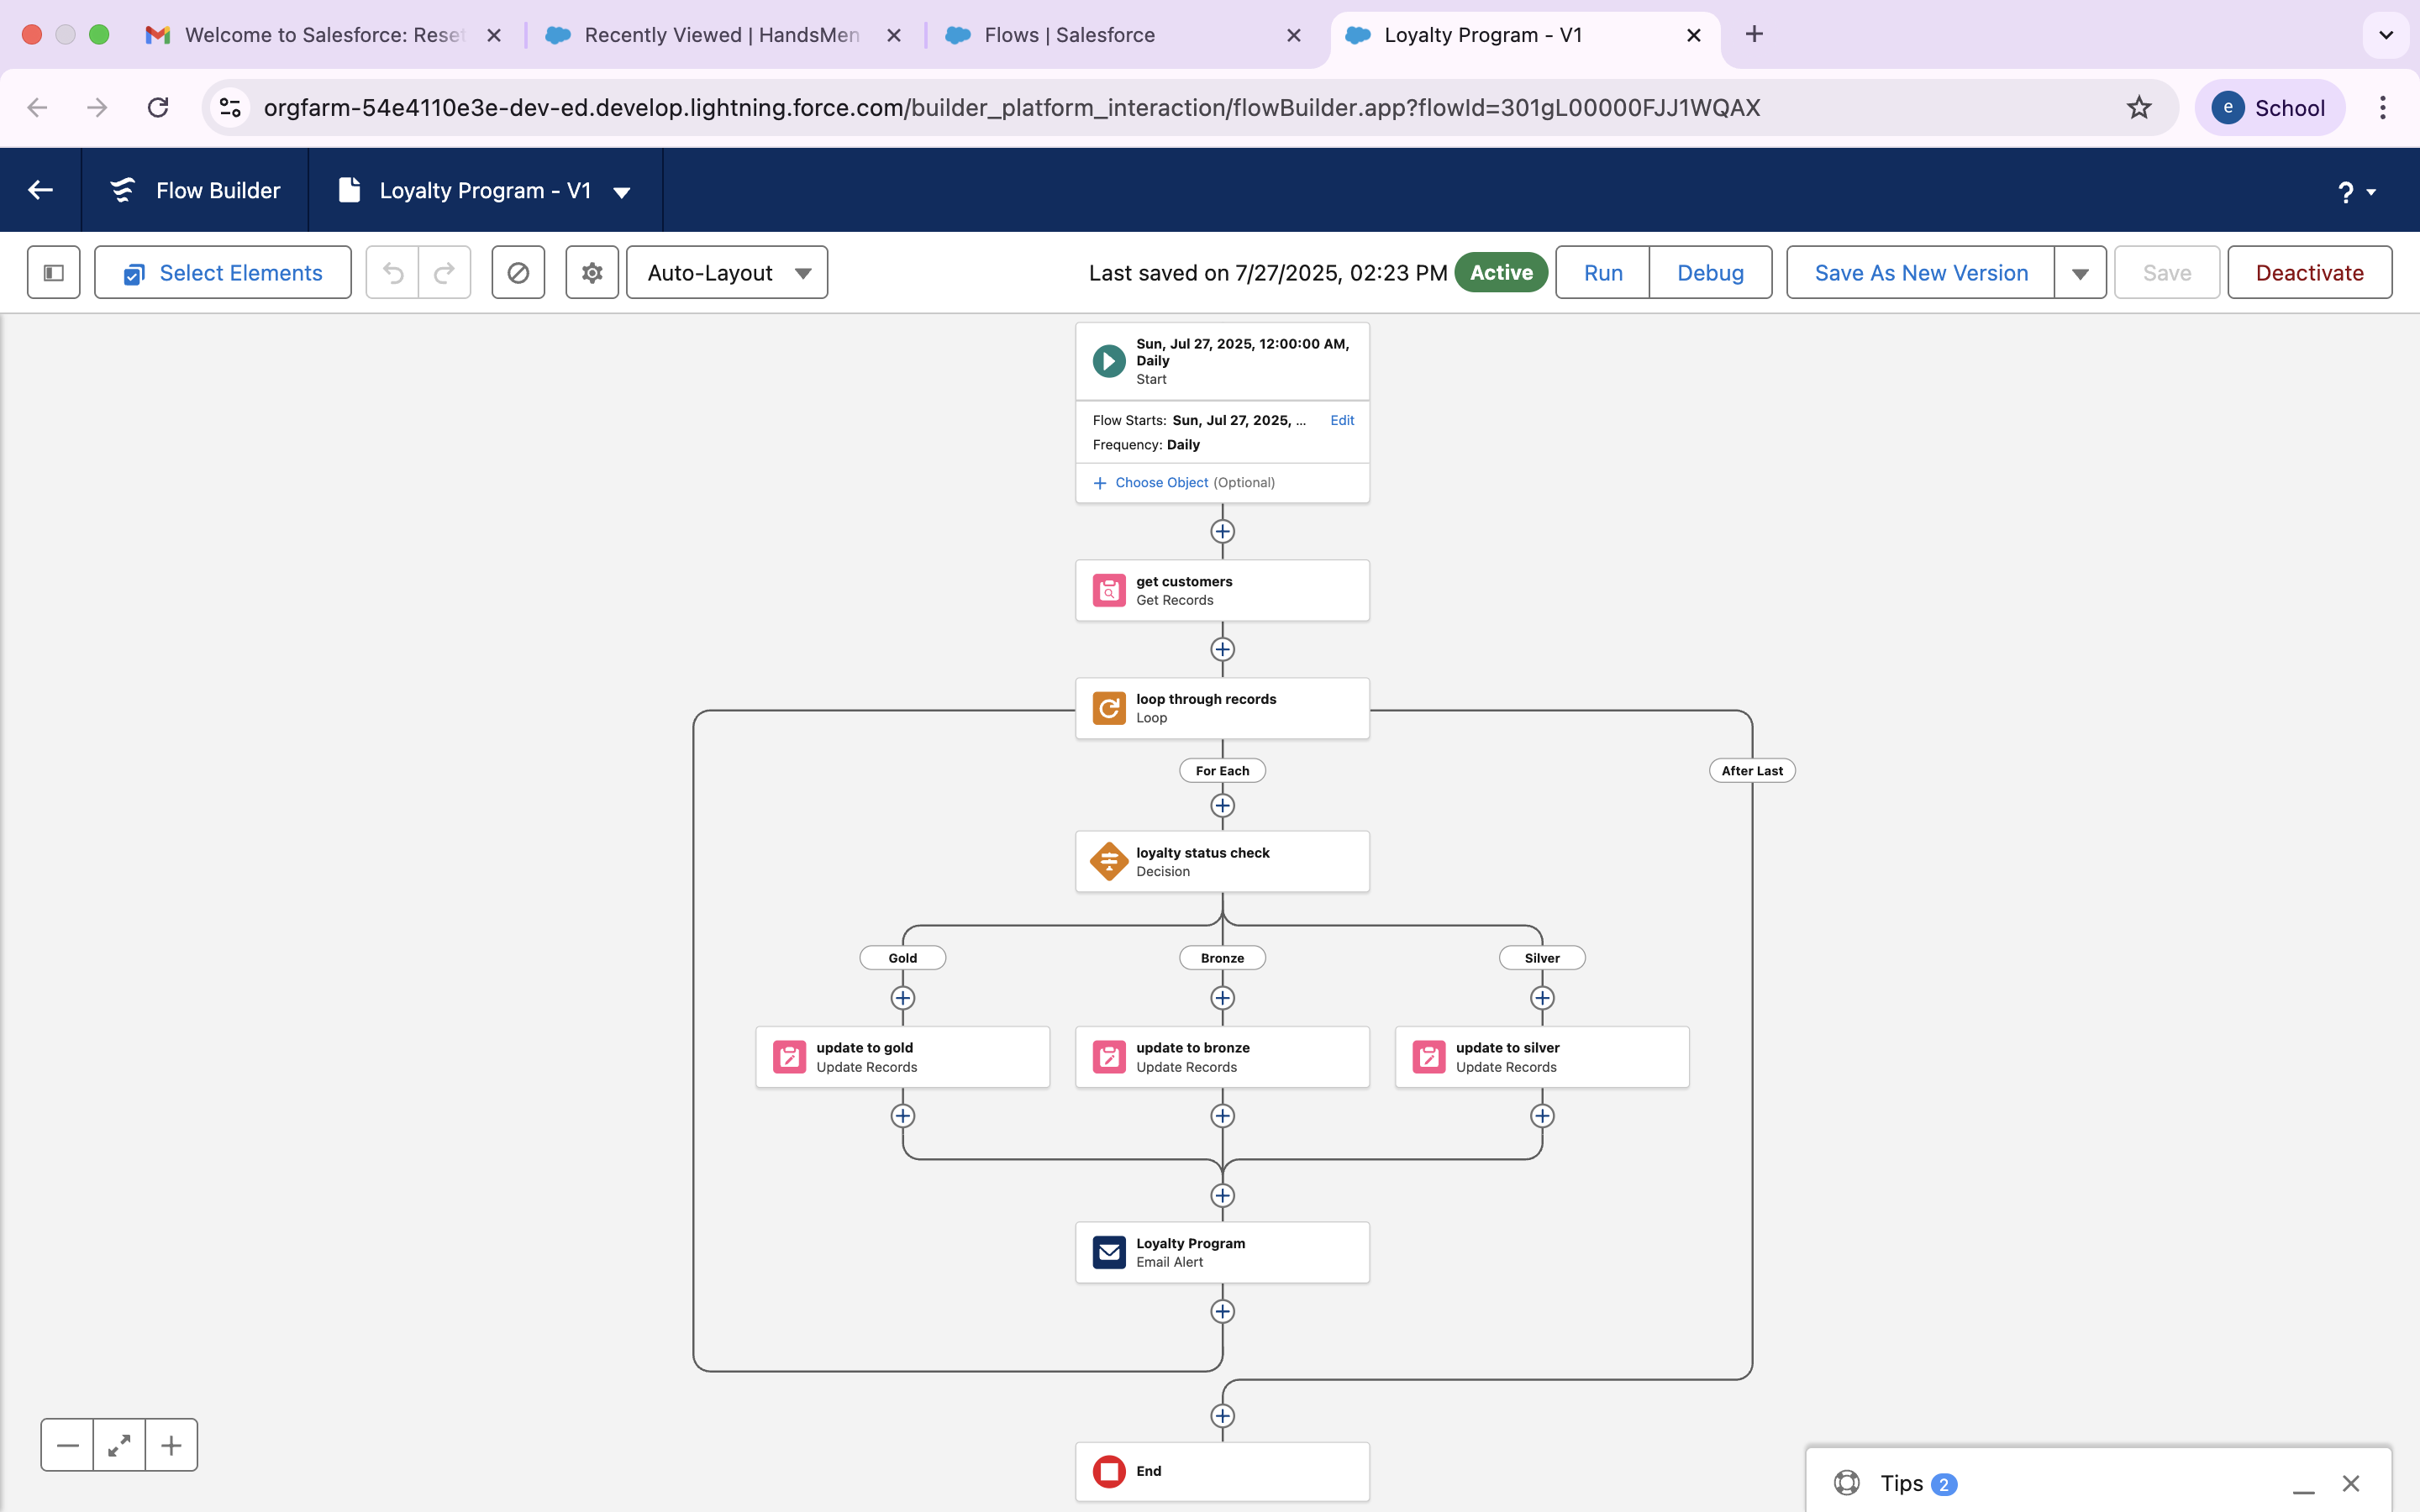 Welcome to Salesforce: Reset
Recently Viewed | HandsMen
Flows | Salesforce
Loyalty Program - V1
orgfarm-54e4110e3e-dev-ed.develop.lightning.force.com/builder_platform_interaction/flowBuilder.app?flowId=301gL00000FJJ1WQAX
e School
Flow Builder
Loyalty Program - V1
?
Select Elements
Auto-Layout
Last saved on 7/27/2025, 02:23 PM
Active
Run
Debug
Save As New Version
Save
Deactivate
Sun, Jul 27, 2025, 12:00:00 AM,
Daily
Start
Flow Starts: Sun, Jul 27, 2025, ... Edit
Frequency: Daily
+ Choose Object (Optional)
get customers
Get Records
loop through records
Loop
For Each
After Last
loyalty status check
Decision
Gold
Bronze
Silver
update to gold
Update Records
update to bronze
Update Records
update to silver
Update Records
Loyalty Program
Email Alert
End
Tips 2